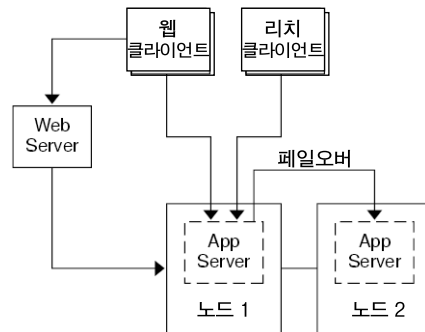 웹
클라이언트
리치
클라이언트
Web
Server
페일오버
App
Server
노드 1
App
Server
노드 2